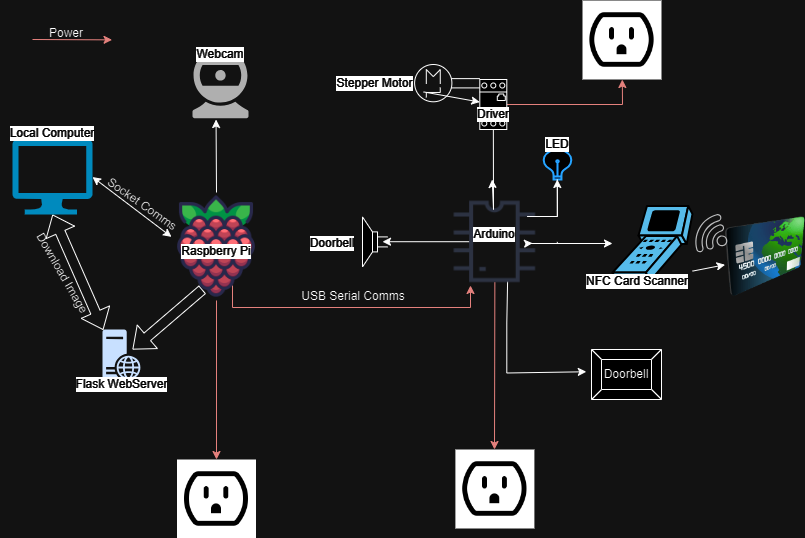 Power
Webcam
Stepper Motor
Driver
Local Computer
LED
Socket Comms
Doorbell
Arduino
Raspberry Pi
Download Image
NFC Card Scanner
4500 0000 0000 0000
USB Serial Comms
Doorbell
Flask WebServer